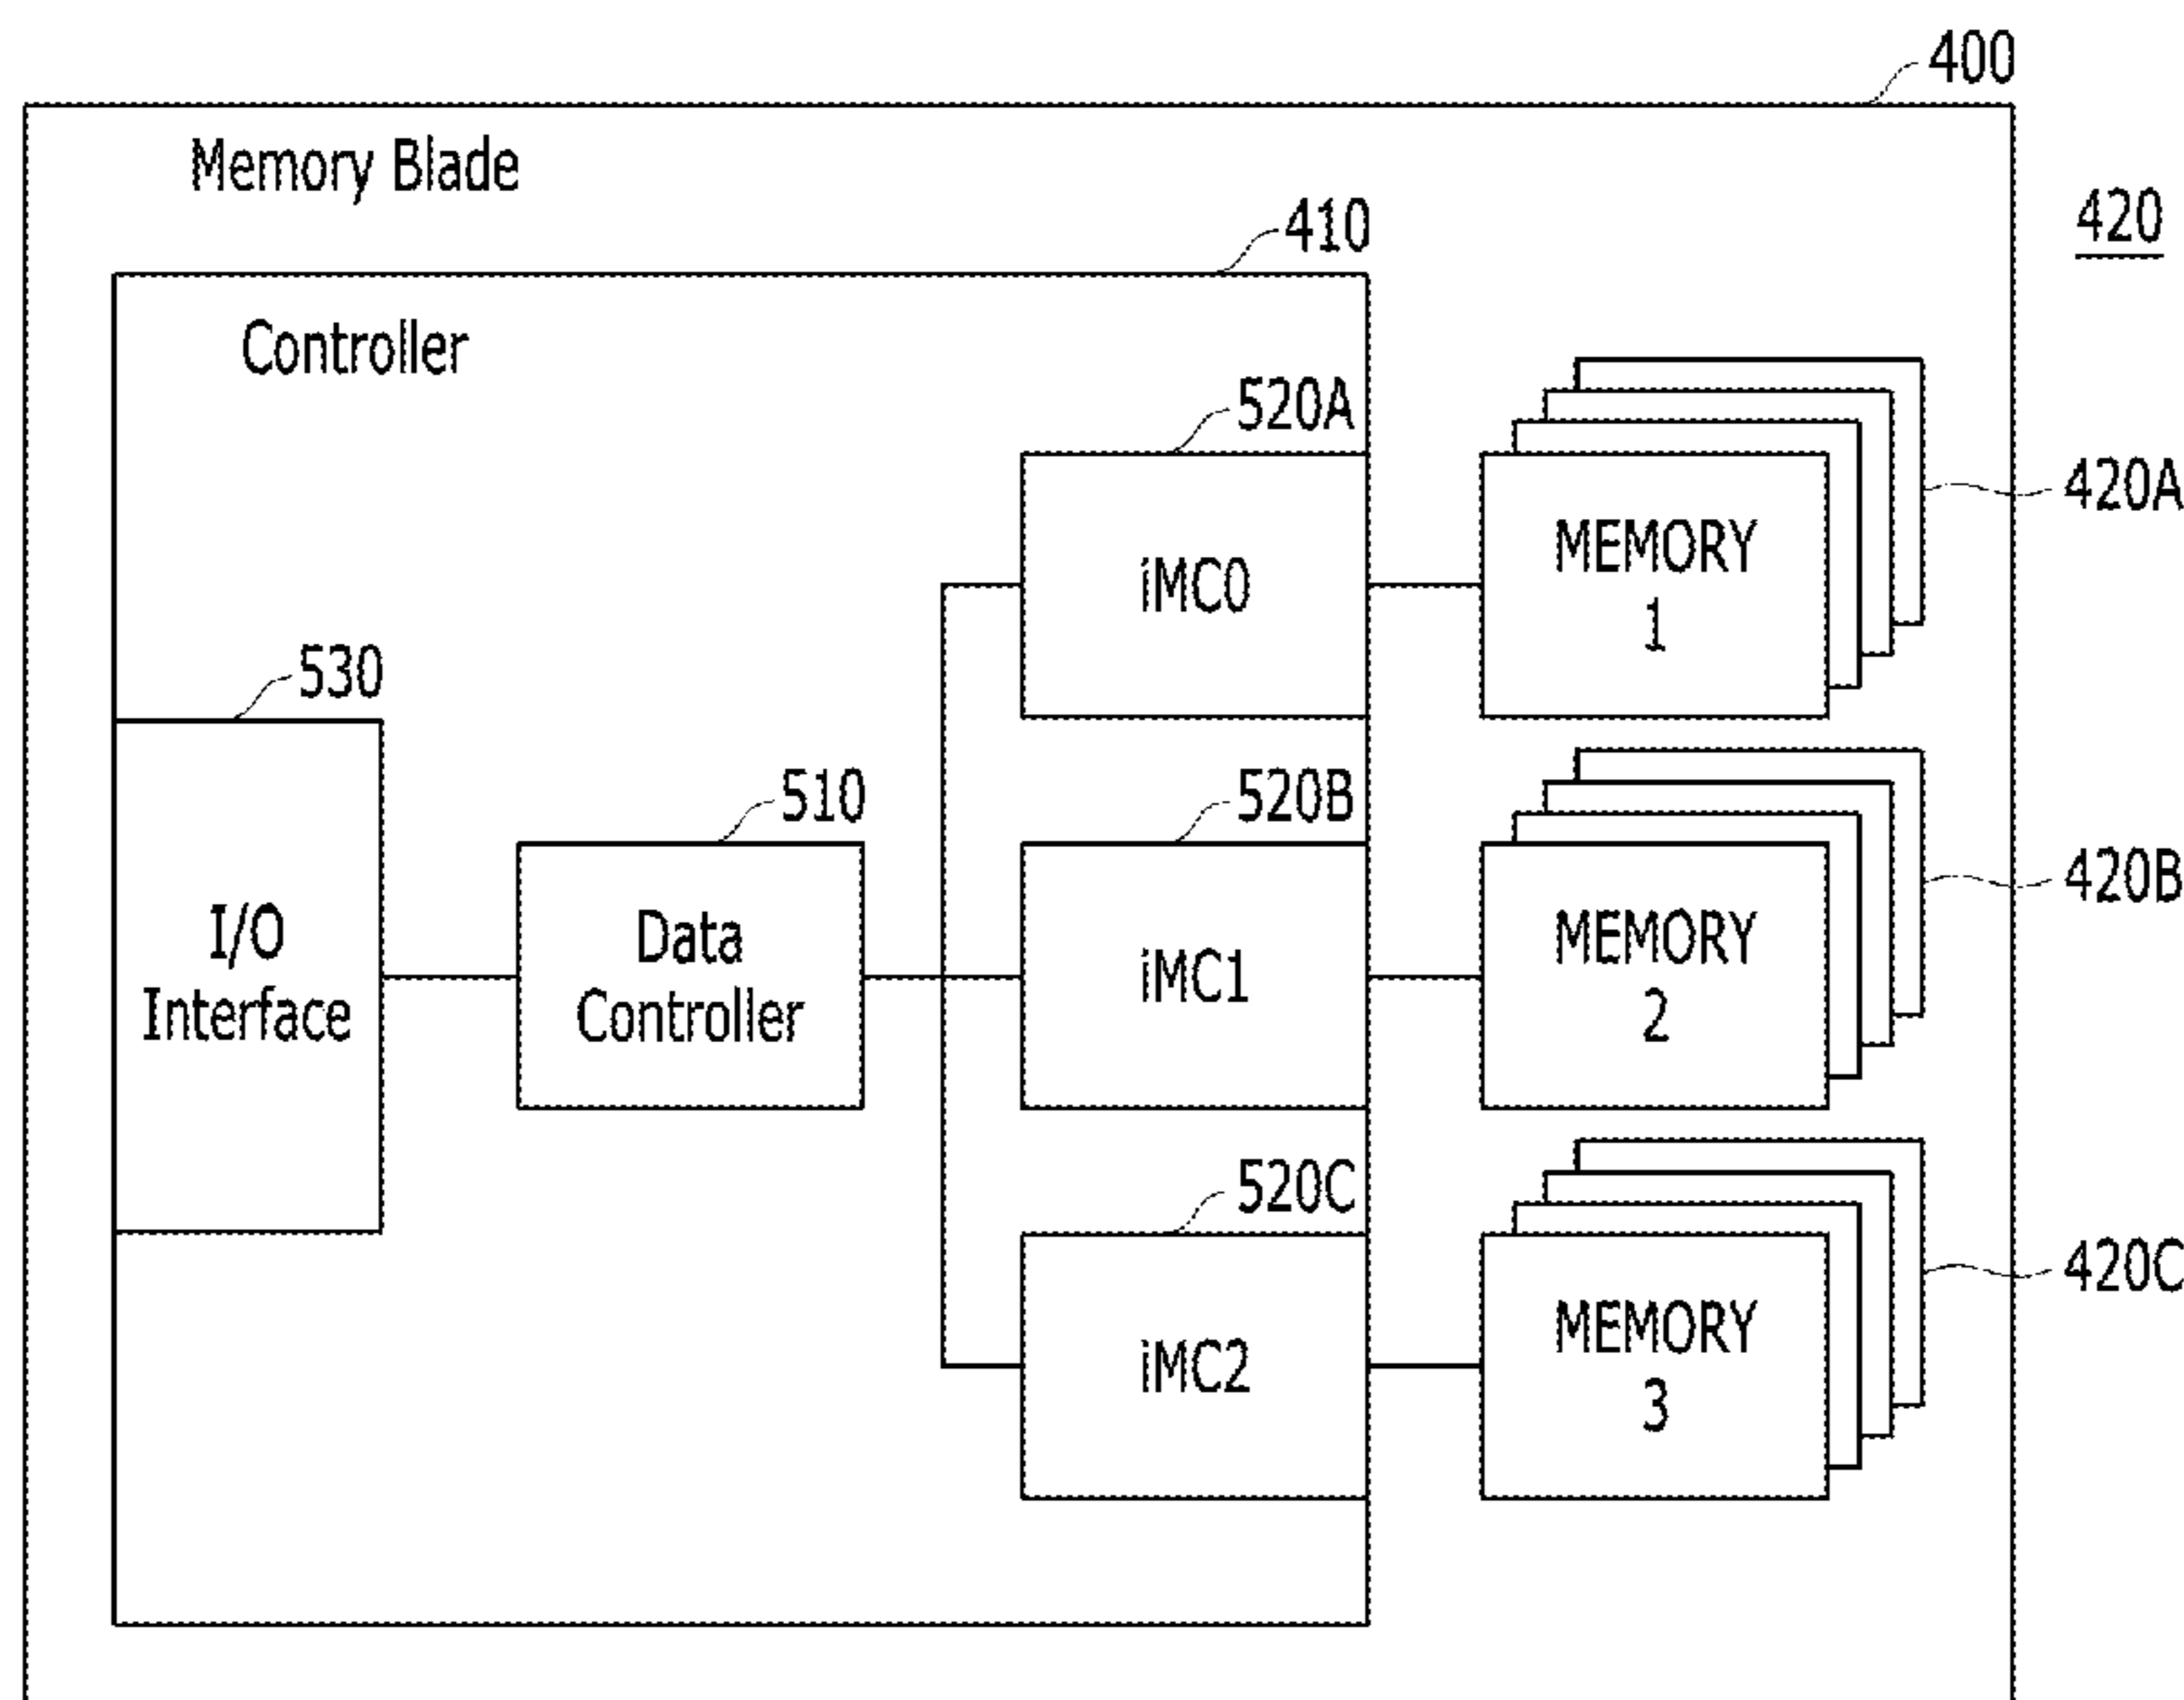 400
Memory Blade
420
410
Controller
520A
420A
iMC0
MEMORY
1
530
510
520B
420B
I/O
Interface
Data
Controller
iMC1
MEMORY
2
520C
420C
iMC2
MEMORY
3